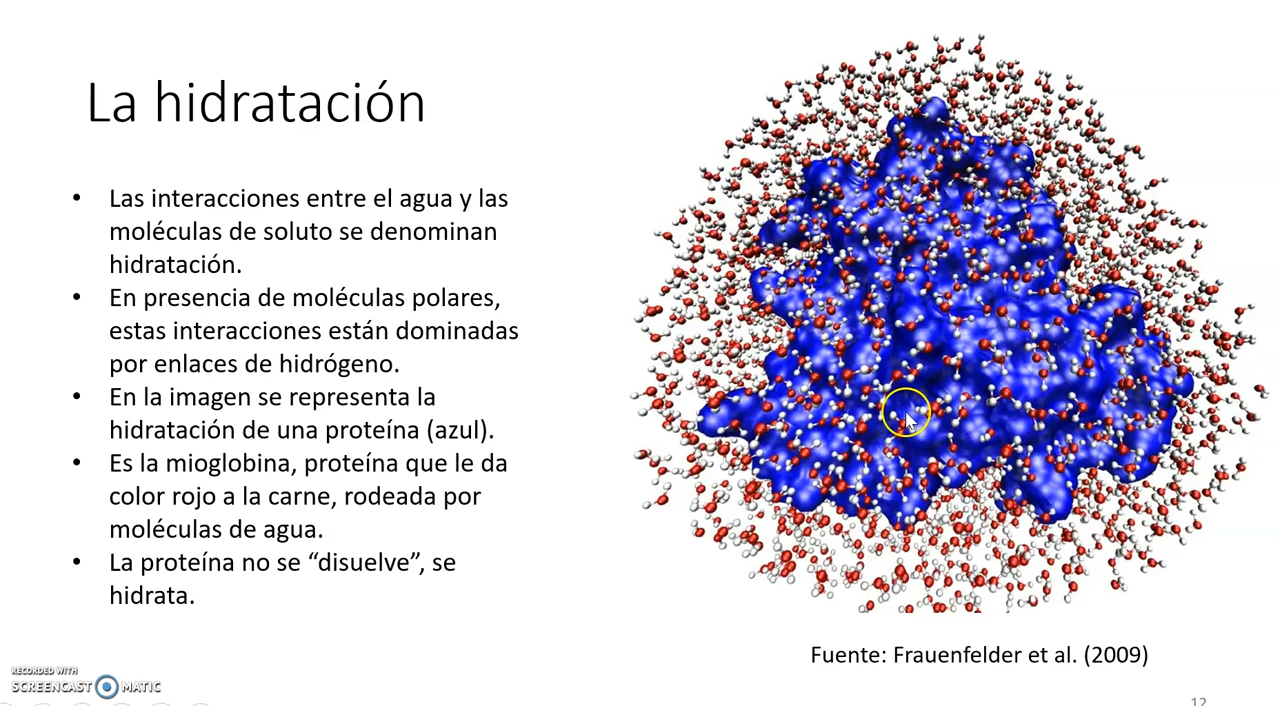 La hidratación
• Las interacciones entre el agua y las
moléculas de soluto se denominan
hidratación.
• En presencia de moléculas polares,
estas interacciones están dominadas
por enlaces de hidrógeno.
• En la imagen se representa la
hidratación de una proteína (azul).
• Es la mioglobina, proteína que le da
color rojo a la carne, rodeada por
moléculas de agua.
• La proteína no se “disuelve”, se
hidrata.
Fuente: Frauenfelder et al. (2009)
RECORDED WITH
SCREENCAST MATIC
12